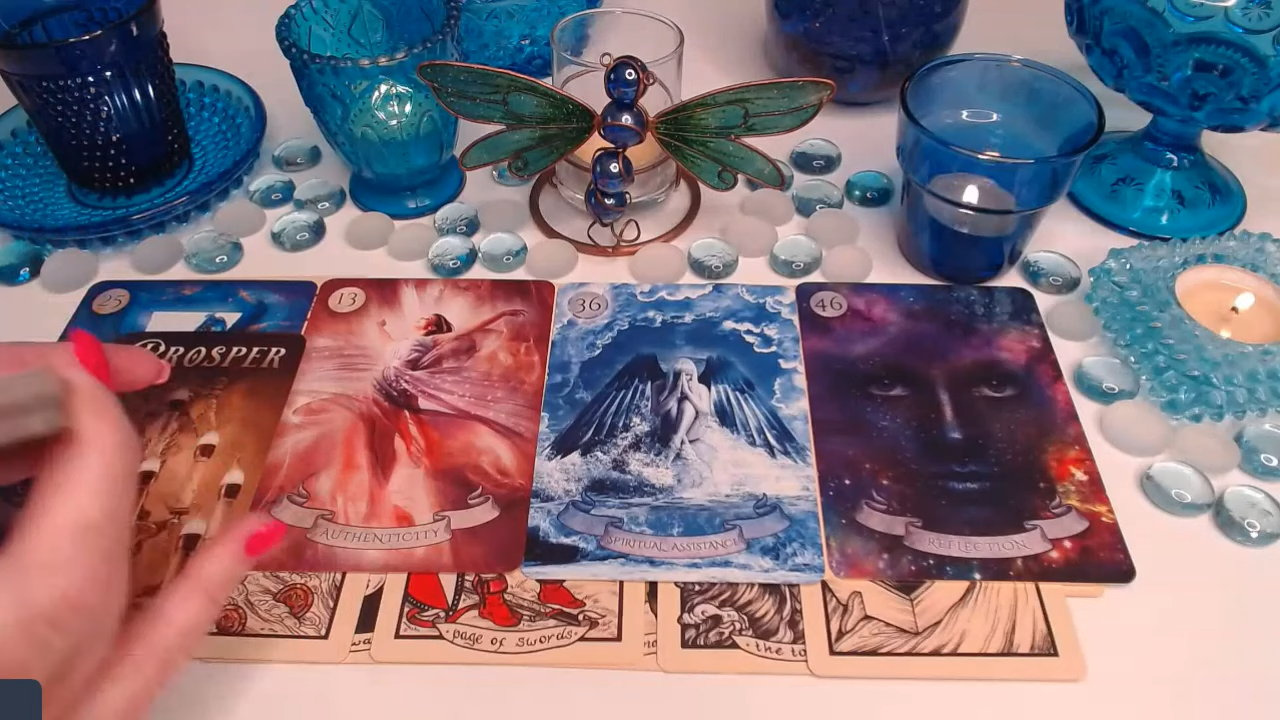 25
PROSPER
13
AUTHENTICITY
36
SPIRITUAL ASSISTANCE
46
REFLECTION
page of swords
the to